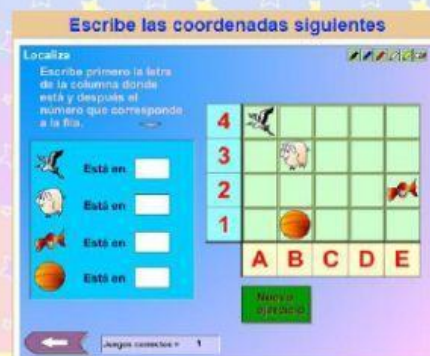 Escribe las coordenadas siguientes
Localiza
Escribe primero la letra
de la columna donde
está y después el
número que corresponde
a la fila.
Está en
Está en
Está en
Está en
4
3
2
1
A B C D E
Nuevo
ejercicio
Juegos correctos = 1